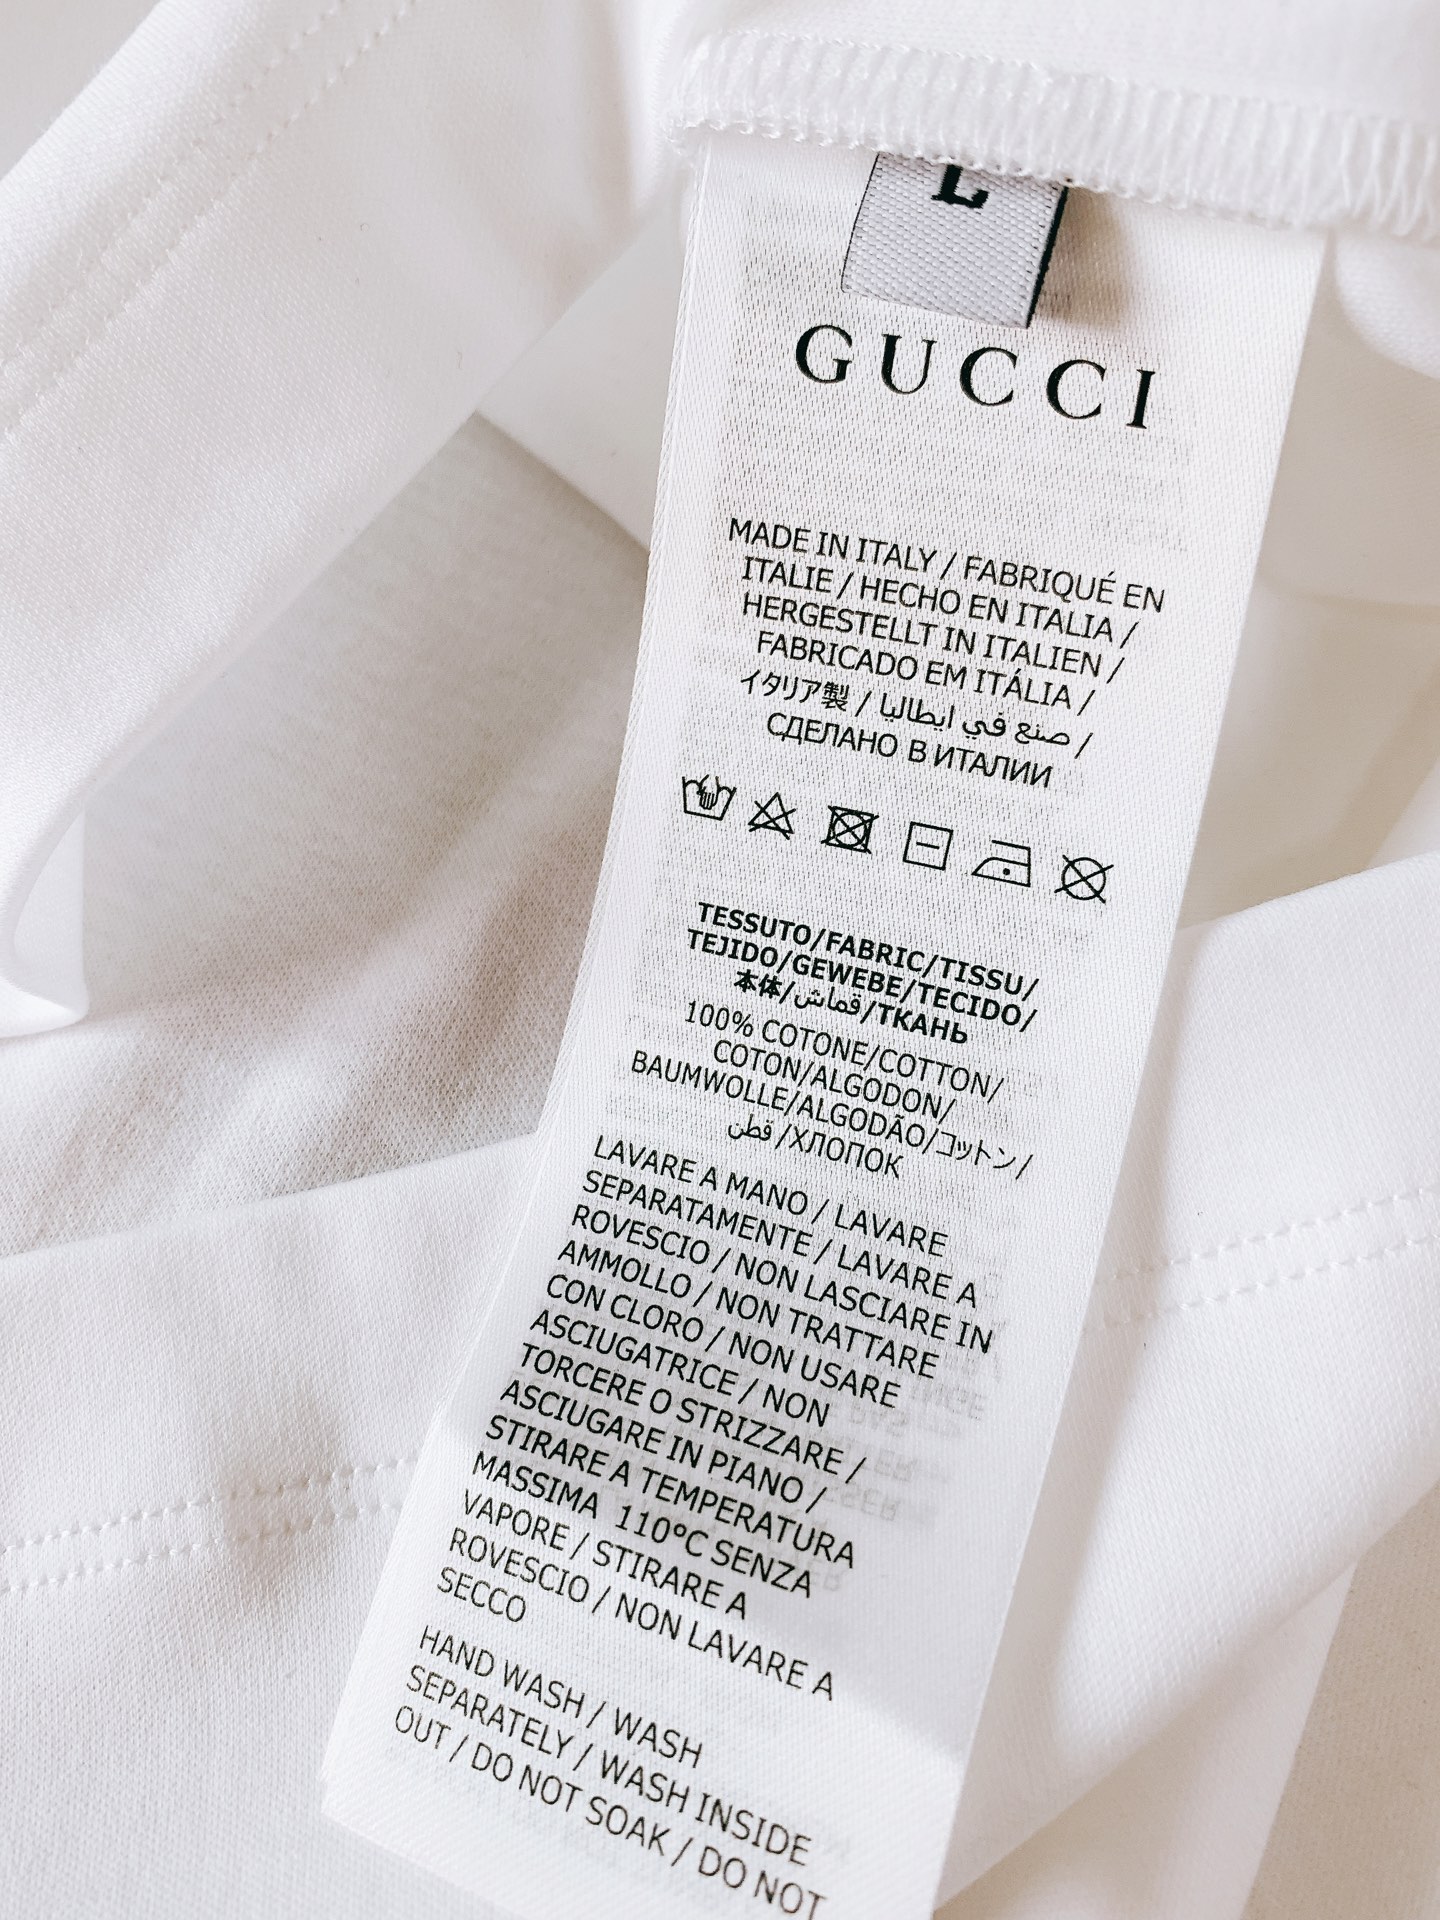 L
GUCCI
MADE IN ITALY / FABRIQUÉ EN
ITALIE / HECHO EN ITALIA /
HERGESTELLT IN ITALIEN /
FABRICADO EM ITÁLIA /
イタリア製 / صنع في ايطاليا /
СДЕЛАНО В ИТАЛИИ
TESSUTO/FABRIC/TISSU/
TEJIDO/GEWEBE/TECIDO/
本体/قماش/ТКАНЬ
100% COTONE/COTTON/
COTON/ALGODON/
BAUMWOLLE/ALGODÃO/コットン/
قطن/ХЛОПОК
LAVARE A MANO / LAVARE
SEPARATAMENTE / LAVARE A
ROVESCIO / NON LASCIARE IN
AMMOLLO / NON TRATTARE
CON CLORO / NON USARE
ASCIUGATRICE / NON
TORCERE O STRIZZARE /
ASCIUGARE IN PIANO /
STIRARE A TEMPERATURA
MASSIMA 110°C SENZA
VAPORE / STIRARE A
ROVESCIO / NON LAVARE A
SECCO
HAND WASH / WASH
SEPARATELY / WASH INSIDE
OUT / DO NOT SOAK / DO NOT